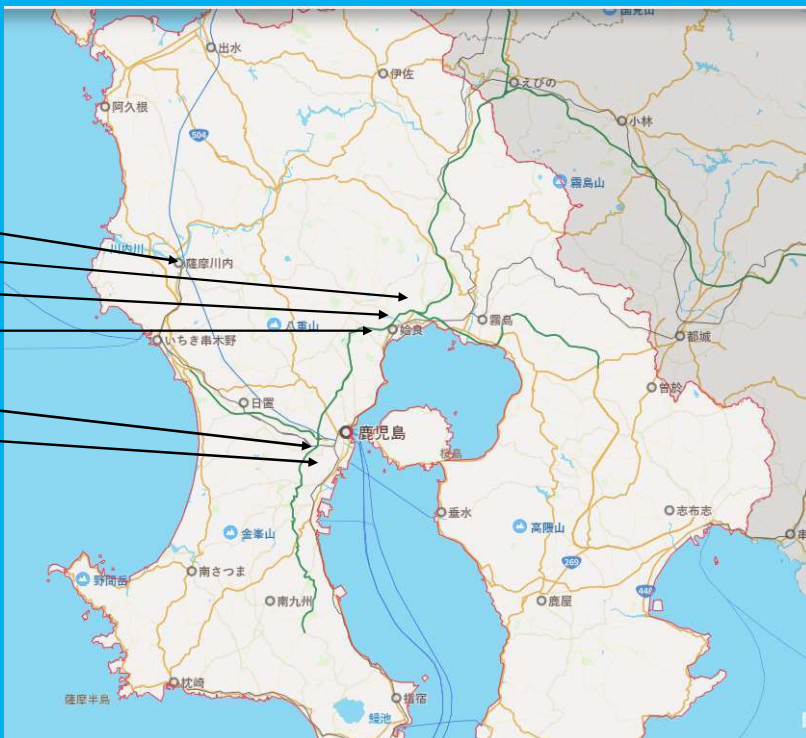 国見山
出水
伊佐
えびの
阿久根
小林
504
霧島山
川内川
薩摩川内
八重山
姶良
霧島
いちき串木野
都城
曽於
日置
鹿児島
桜島
垂水
高隈山
志布志
金峯山
串
269
南さつま
野間岳
448
南九州
鹿屋
枕崎
薩摩半島
指宿
鰻池